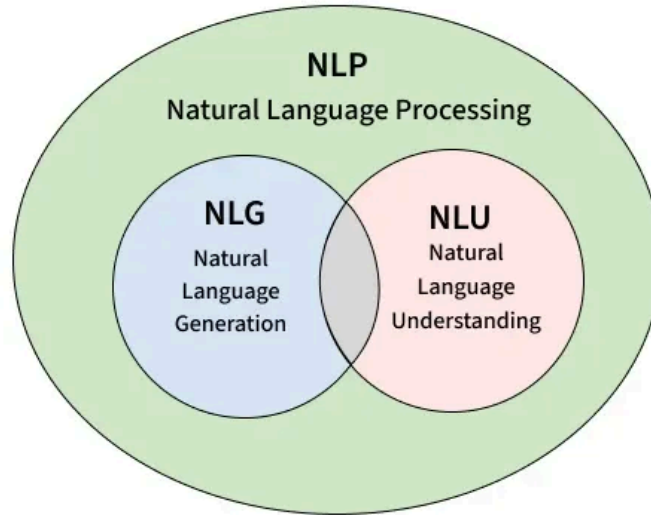 NLP
Natural Language Processing
NLG
Natural
Language
Generation
NLU
Natural
Language
Understanding